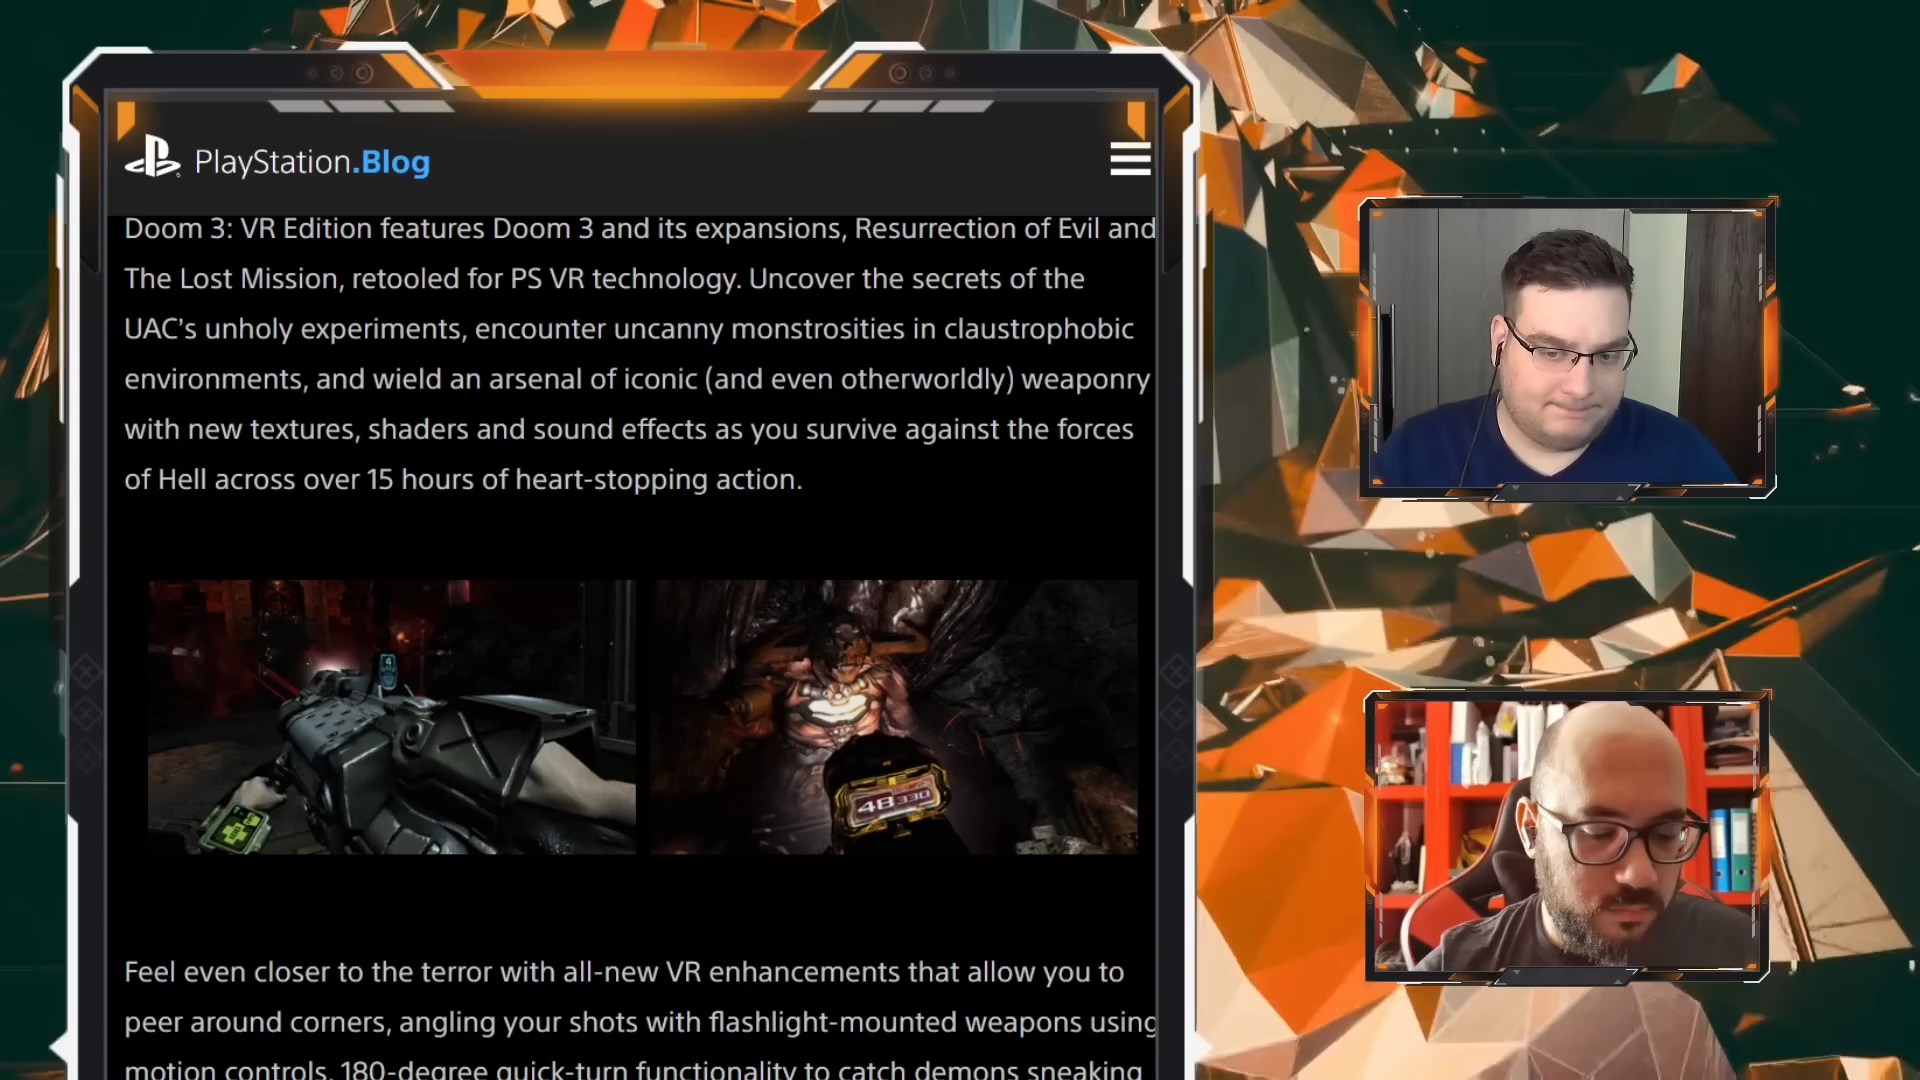 PlayStation.Blog
Doom 3: VR Edition features Doom 3 and its expansions, Resurrection of Evil and
The Lost Mission, retooled for PS VR technology. Uncover the secrets of the
UAC's unholy experiments, encounter uncanny monstrosities in claustrophobic
environments, and wield an arsenal of iconic (and even otherworldly) weaponry
with new textures, shaders and sound effects as you survive against the forces
of Hell across over 15 hours of heart-stopping action.
4
48 330
Feel even closer to the terror with all-new VR enhancements that allow you to
peer around corners, angling your shots with flashlight-mounted weapons using
motion controls, 180-degree quick-turn functionality to catch demons sneaking